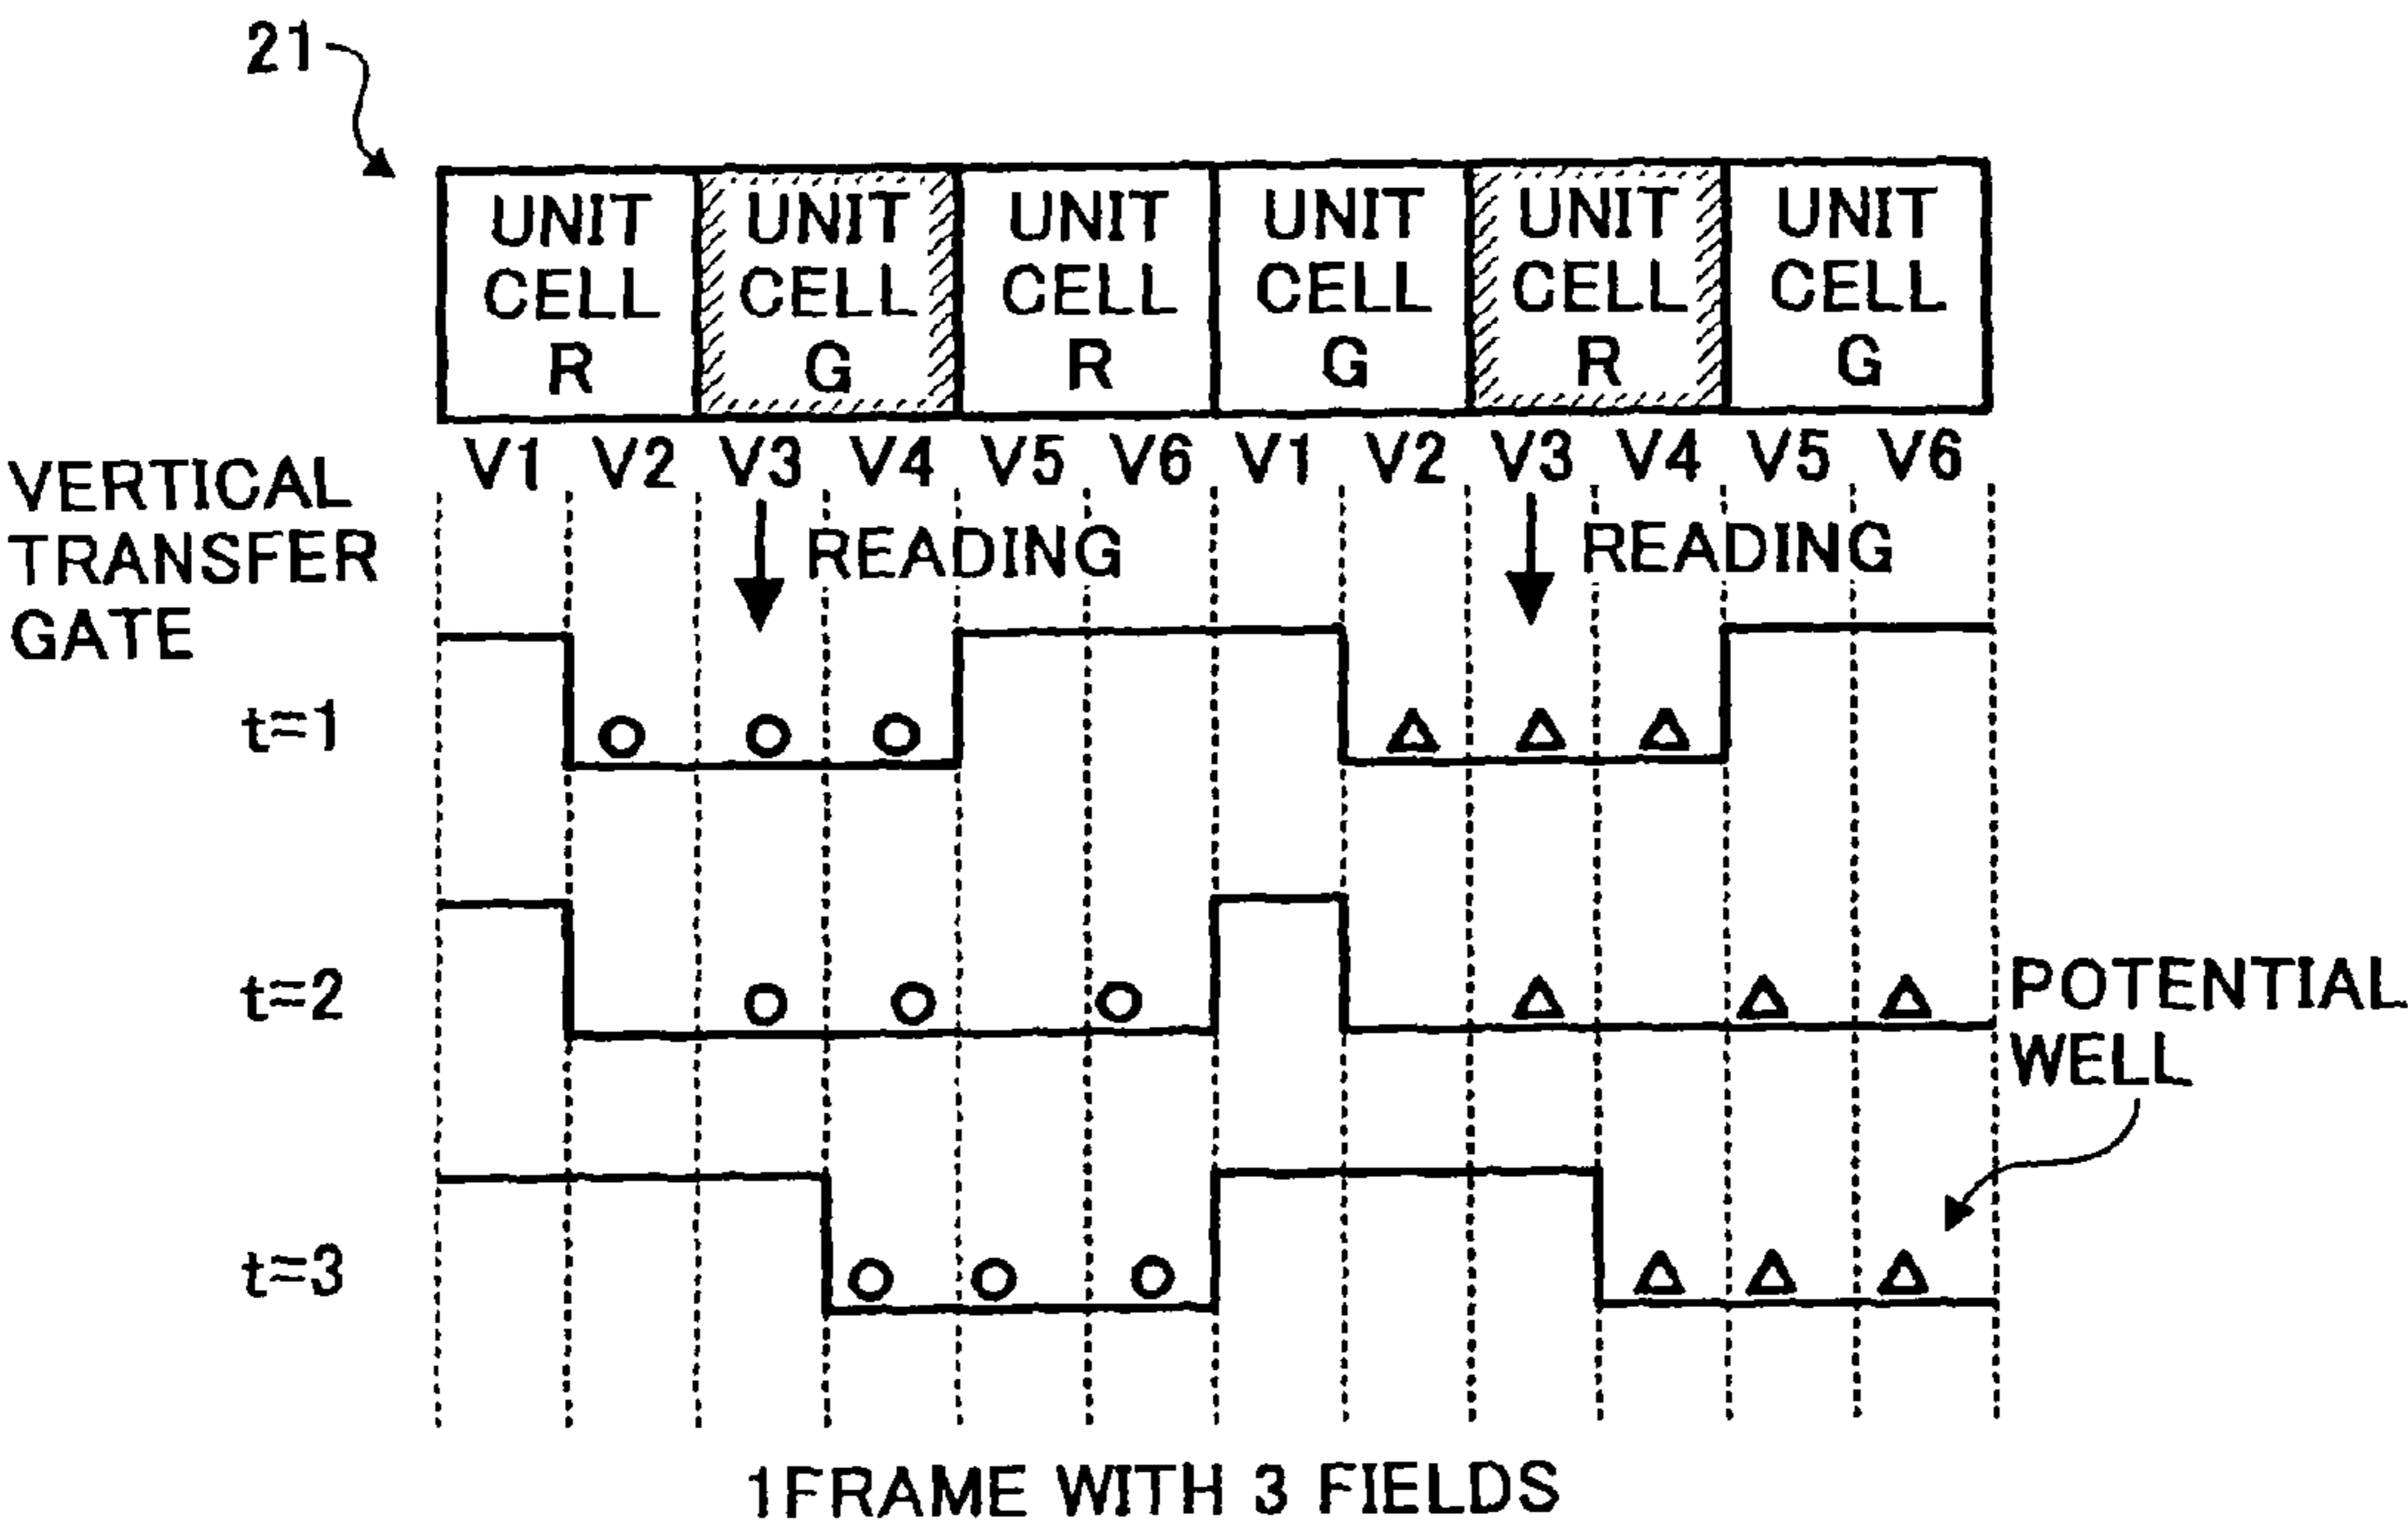 21
UNIT CELL R
UNIT CELL G
UNIT CELL R
UNIT CELL G
UNIT CELL R
UNIT CELL G
V1 V2 V3 V4 V5 V6 V1 V2 V3 V4 V5 V6
VERTICAL
TRANSFER
GATE
READING
READING
t=1
t=2
POTENTIAL
WELL
t=3
1FRAME WITH 3 FIELDS